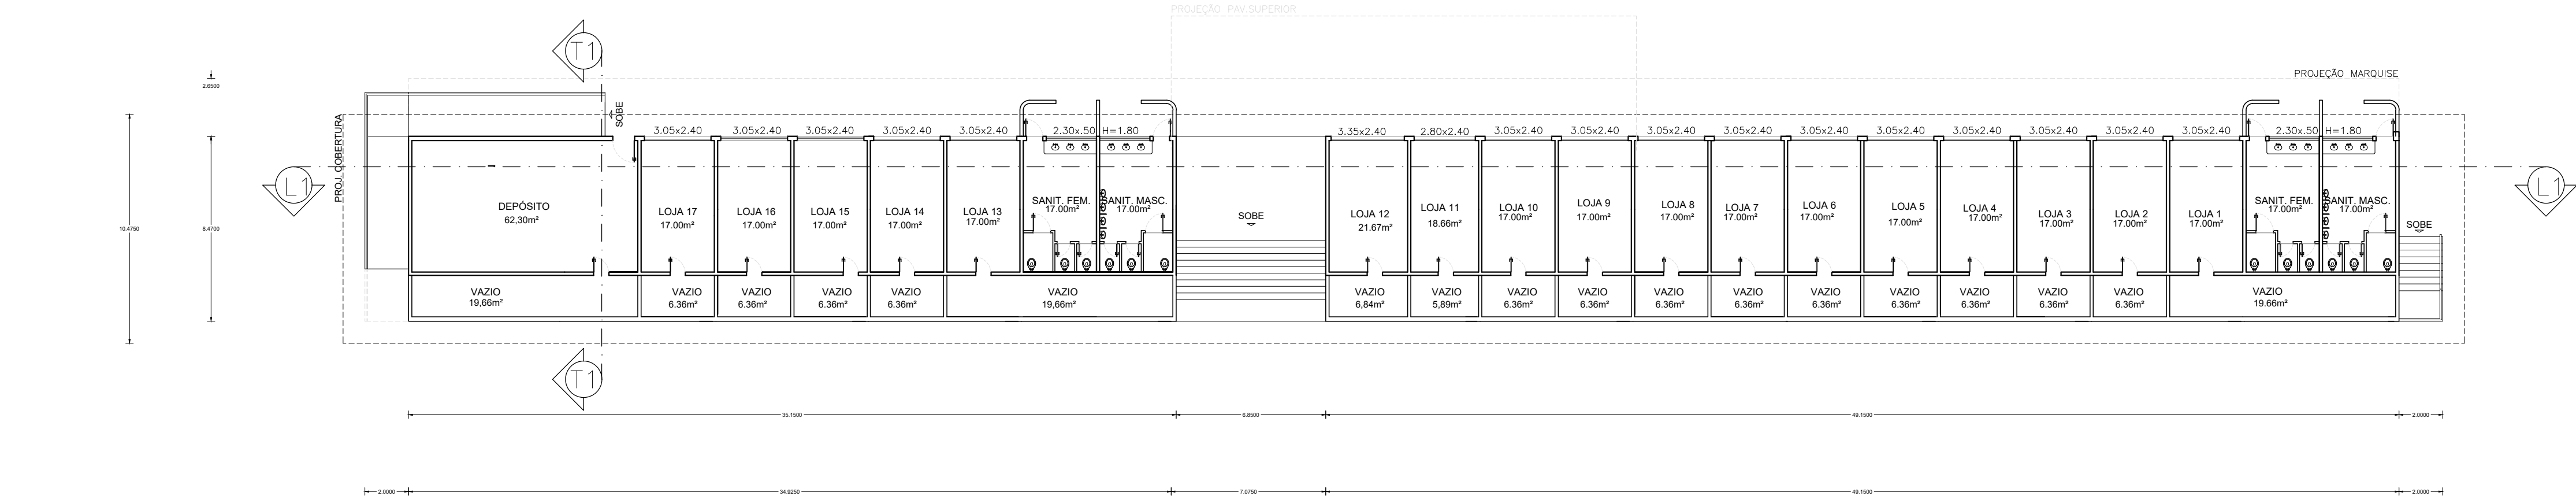 PROJEÇÃO PAV.SUPERIOR
T1
PROJEÇÃO MARQUISE
2.6500
SOBE
PROJ. COBERTURA
3.05x2.40
3.05x2.40
3.05x2.40
3.05x2.40
3.05x2.40
2.30x.50 H=1.80
3.35x2.40
2.80x2.40
3.05x2.40
3.05x2.40
3.05x2.40
3.05x2.40
3.05x2.40
3.05x2.40
3.05x2.40
3.05x2.40
3.05x2.40
3.05x2.40
2.30x.50 H=1.80
L1
L1
10.4750
8.4700
DEPÓSITO
62,30m²
LOJA 17
17.00m²
LOJA 16
17.00m²
LOJA 15
17.00m²
LOJA 14
17.00m²
LOJA 13
17.00m²
SANIT. FEM.
17.00m²
SANIT. MASC.
17.00m²
SOBE
LOJA 12
21.67m²
LOJA 11
18.66m²
LOJA 10
17.00m²
LOJA 9
17.00m²
LOJA 8
17.00m²
LOJA 7
17.00m²
LOJA 6
17.00m²
LOJA 5
17.00m²
LOJA 4
17.00m²
LOJA 3
17.00m²
LOJA 2
17.00m²
LOJA 1
17.00m²
SANIT. FEM.
17.00m²
SANIT. MASC.
17.00m²
SOBE
VAZIO
19,66m²
VAZIO
6.36m²
VAZIO
6.36m²
VAZIO
6.36m²
VAZIO
6.36m²
VAZIO
19,66m²
VAZIO
6,84m²
VAZIO
5,89m²
VAZIO
6.36m²
VAZIO
6.36m²
VAZIO
6.36m²
VAZIO
6.36m²
VAZIO
6.36m²
VAZIO
6.36m²
VAZIO
6.36m²
VAZIO
6.36m²
VAZIO
6.36m²
VAZIO
19.66m²
T1
35.1500
6.8500
49.1500
2.0000
2.0000
34.9250
7.0750
49.1500
2.0000